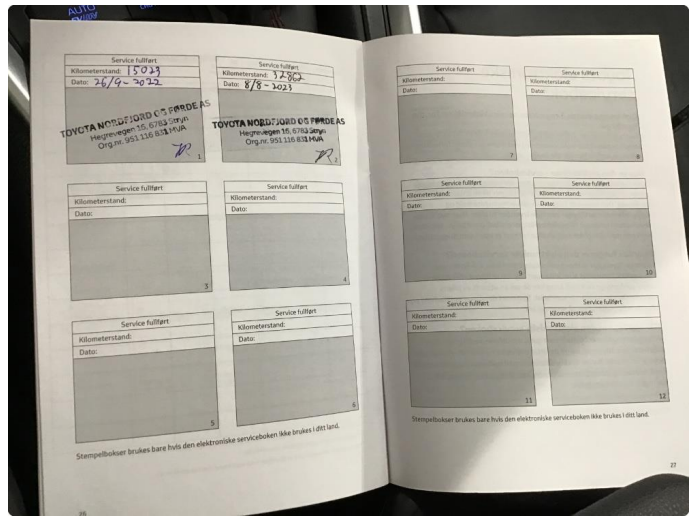 AUTO
Service fullført
Kilometerstand: 15023
Dato: 26/9-2022
TOYOTA NORDFJORD OG FØRDE AS
Hegrevegen 15, 6783 Stryn
Org.nr. 951 116 831 MVA
1
Service fullført
Kilometerstand: 32862
Dato: 8/8-2023
TOYOTA NORDFJORD OG FØRDE AS
Hegrevegen 15, 6783 Stryn
Org.nr. 951 116 831 MVA
2
Service fullført
Kilometerstand:
Dato:
3
Service fullført
Kilometerstand:
Dato:
4
Service fullført
Kilometerstand:
Dato:
5
Service fullført
Kilometerstand:
Dato:
6
Stempelbokser brukes bare hvis den elektroniske serviceboken ikke brukes i ditt land.
26
Service fullført
Kilometerstand:
Dato:
7
Service fullført
Kilometerstand:
Dato:
8
Service fullført
Kilometerstand:
Dato:
9
Service fullført
Kilometerstand:
Dato:
10
Service fullført
Kilometerstand:
Dato:
11
Service fullført
Kilometerstand:
Dato:
12
Stempelbokser brukes bare hvis den elektroniske serviceboken ikke brukes i ditt land.
27